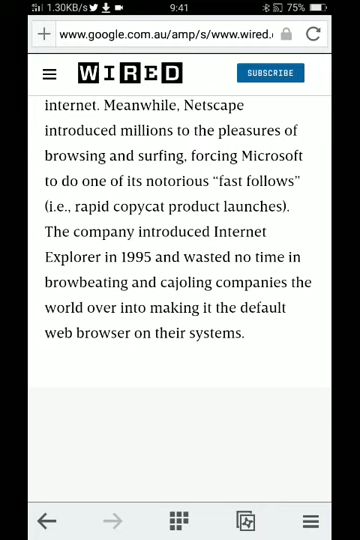 1.30KB/s 9:41 75%
www.google.com.au/amp/s/www.wired.
WIRED SUBSCRIBE
internet. Meanwhile, Netscape
introduced millions to the pleasures of
browsing and surfing, forcing Microsoft
to do one of its notorious “fast follows”
(i.e., rapid copycat product launches).
The company introduced Internet
Explorer in 1995 and wasted no time in
browbeating and cajoling companies the
world over into making it the default
web browser on their systems.